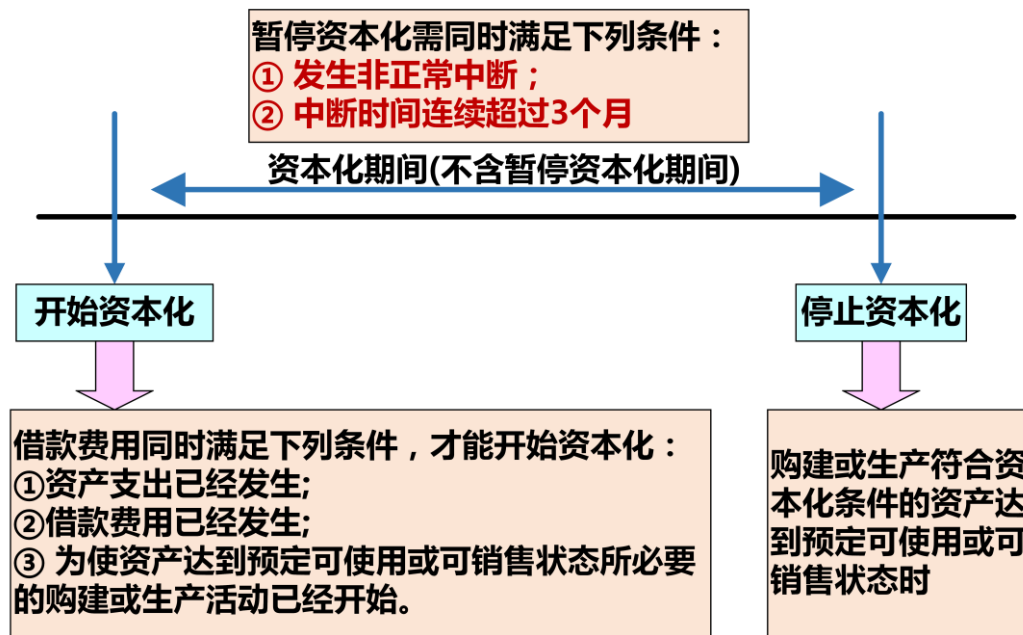 暂停资本化需同时满足下列条件：
① 发生非正常中断；
② 中断时间连续超过3个月
资本化期间(不含暂停资本化期间)
开始资本化
停止资本化
借款费用同时满足下列条件，才能开始资本化：
①资产支出已经发生;
②借款费用已经发生;
③ 为使资产达到预定可使用或可销售状态所必要
的购建或生产活动已经开始。
购建或生产符合资
本化条件的资产达
到预定可使用或可
销售状态时